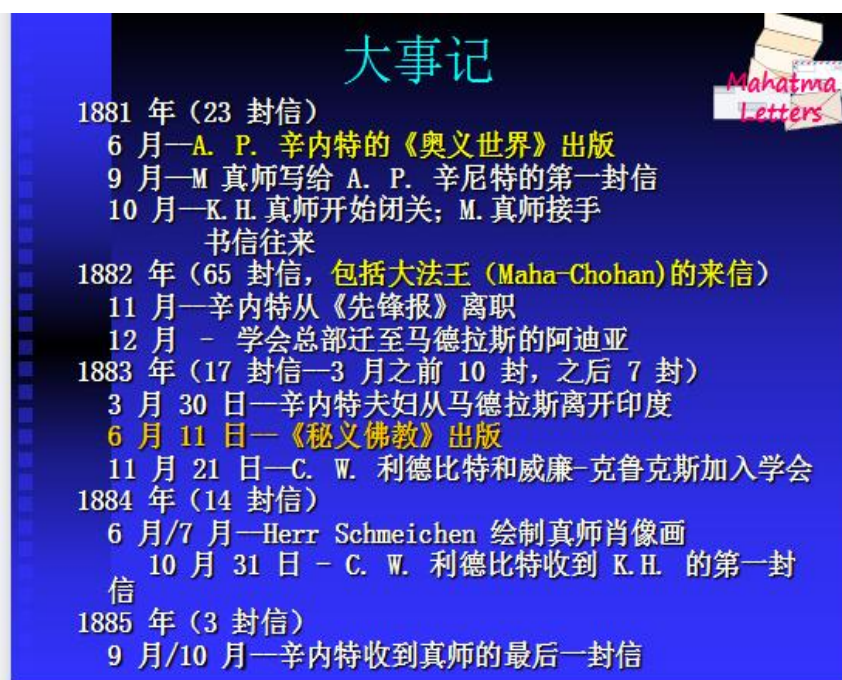 大事记
Mahatma
Letters
1881 年（23 封信）
6 月—A. P. 辛内特的《奥义世界》出版
9 月—M 真师写给 A. P. 辛尼特的第一封信
10 月—K.H.真师开始闭关；M.真师接手
书信往来
1882 年（65 封信，包括大法王（Maha-Chohan)的来信）
11 月—辛内特从《先锋报》离职
12 月 - 学会总部迁至马德拉斯的阿迪亚
1883 年（17 封信—3 月之前 10 封，之后 7 封）
3 月 30 日—辛内特夫妇从马德拉斯离开印度
6 月 11 日—《秘义佛教》出版
11 月 21 日—C. W. 利德比特和威廉-克鲁克斯加入学会
1884 年（14 封信）
6 月/7 月—Herr Schmeichen 绘制真师肖像画
10 月 31 日 - C. W. 利德比特收到 K.H. 的第一封
信
1885 年（3 封信）
9 月/10 月—辛内特收到真师的最后一封信